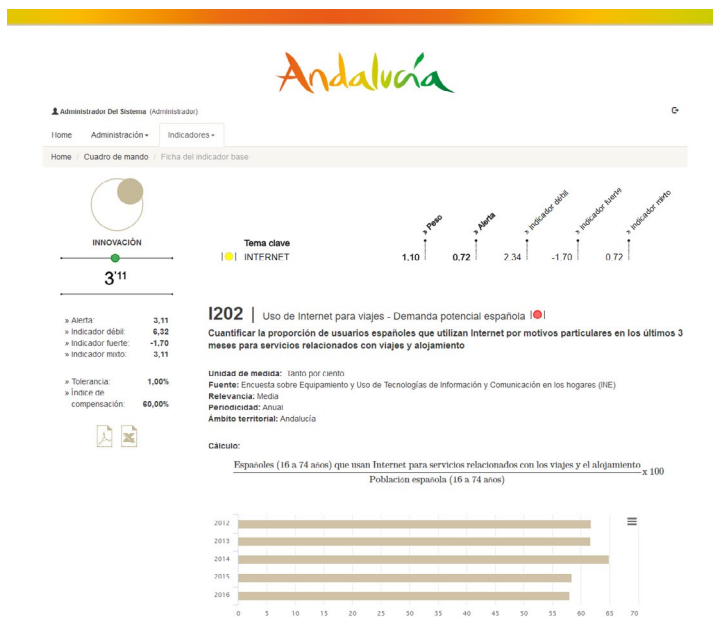 Andalucía
Administrador Del Sistema (Administrador)
Home Administración Indicadores
Home / Cuadro de mando / Ficha del indicador base
INNOVACIÓN
3'11
» Alerta: 3,11
» Indicador débil: 6,32
» Indicador fuerte: -1,70
» Indicador mixto: 3,11
» Tolerancia: 1,00%
» Índice de
compensación: 60,00%
» Peso
» Alerta
» Indicador débil
» Indicador fuerte
» Indicador mixto
Tema clave
INTERNET 1.10 0.72 2.34 -1.70 0.72
I202 | Uso de Internet para viajes - Demanda potencial española
Cuantificar la proporción de usuarios españoles que utilizan Internet por motivos particulares en los últimos 3
meses para servicios relacionados con viajes y alojamiento
Unidad de medida: Tanto por ciento
Fuente: Encuesta sobre Equipamiento y Uso de Tecnologías de Información y Comunicación en los hogares (INE)
Relevancia: Media
Periodicidad: Anual
Ámbito territorial: Andalucía
Cálculo:
Españoles (16 a 74 años) que usan Internet para servicios relacionados con los viajes y el alojamiento
x 100
Población española (16 a 74 años)
2012
2013
2014
2015
2016
0 5 10 15 20 25 30 35 40 45 50 55 60 65 70